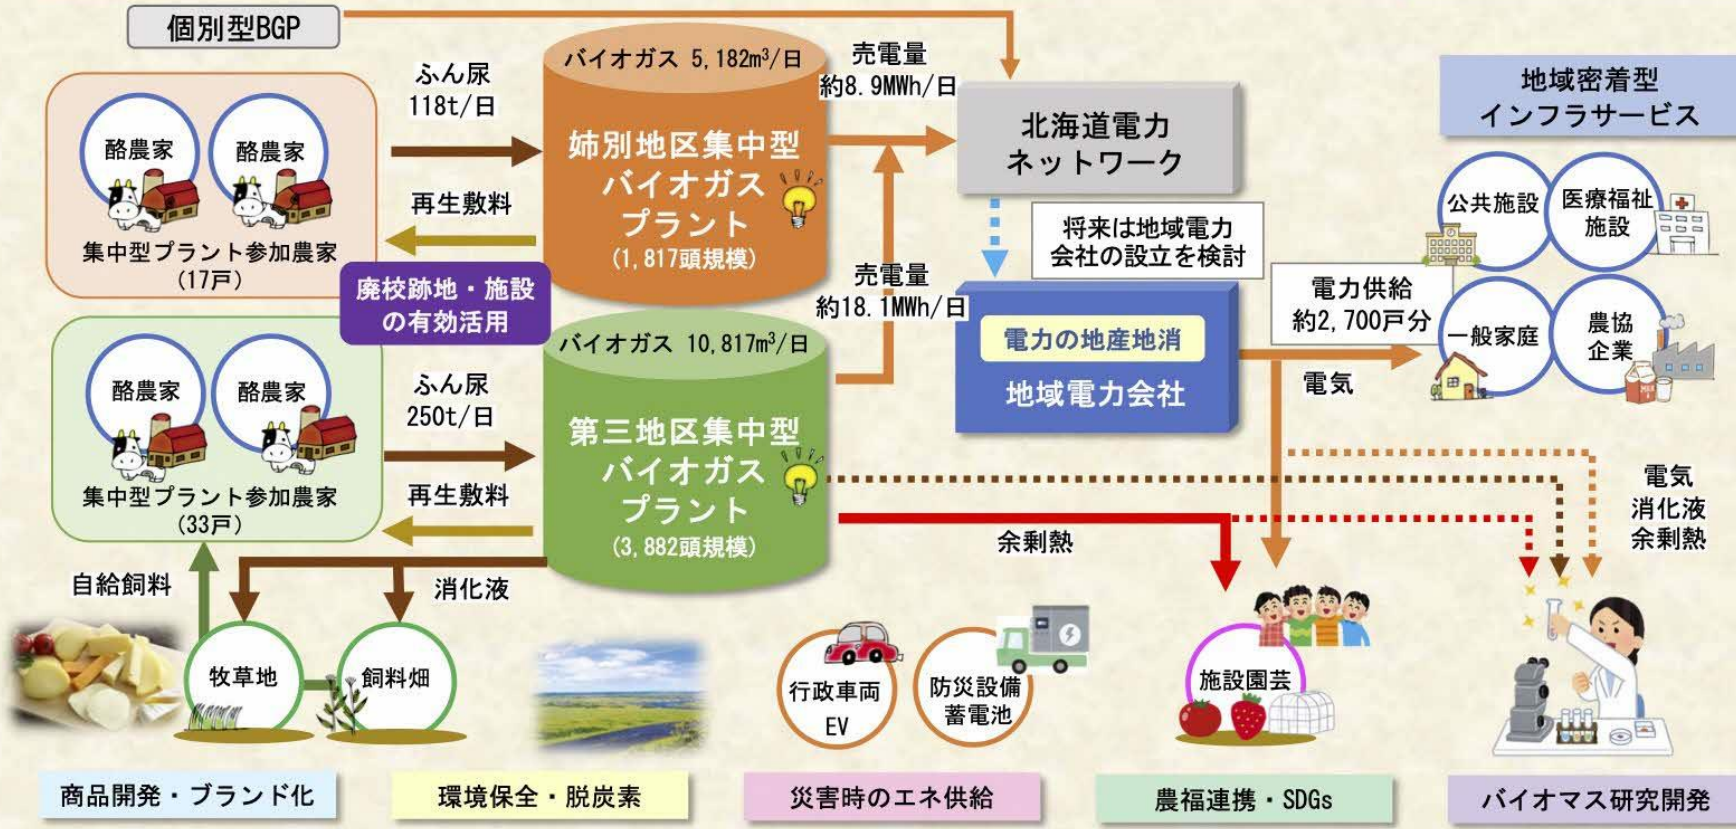 個別型BGP
酪農家
酪農家
集中型プラント参加農家
(17戸)
ふん尿
118t/日
再生敷料
バイオガス 5,182m³/日
姉別地区集中型
バイオガス
プラント
(1,817頭規模)
売電量
約8.9MWh/日
北海道電力
ネットワーク
将来は地域電力
会社の設立を検討
地域密着型
インフラサービス
公共施設
医療福祉
施設
一般家庭
農協
企業
廃校跡地・施設
の有効活用
酪農家
酪農家
集中型プラント参加農家
(33戸)
ふん尿
250t/日
再生敷料
バイオガス 10,817m³/日
第三地区集中型
バイオガス
プラント
(3,882頭規模)
売電量
約18.1MWh/日
電力の地産地消
地域電力会社
電力供給
約2,700戸分
電気
自給飼料
消化液
余剰熱
電気
消化液
余剰熱
牧草地
飼料畑
行政車両
EV
防災設備
蓄電池
施設園芸
MILK
商品開発・ブランド化
環境保全・脱炭素
災害時のエネ供給
農福連携・SDGs
バイオマス研究開発